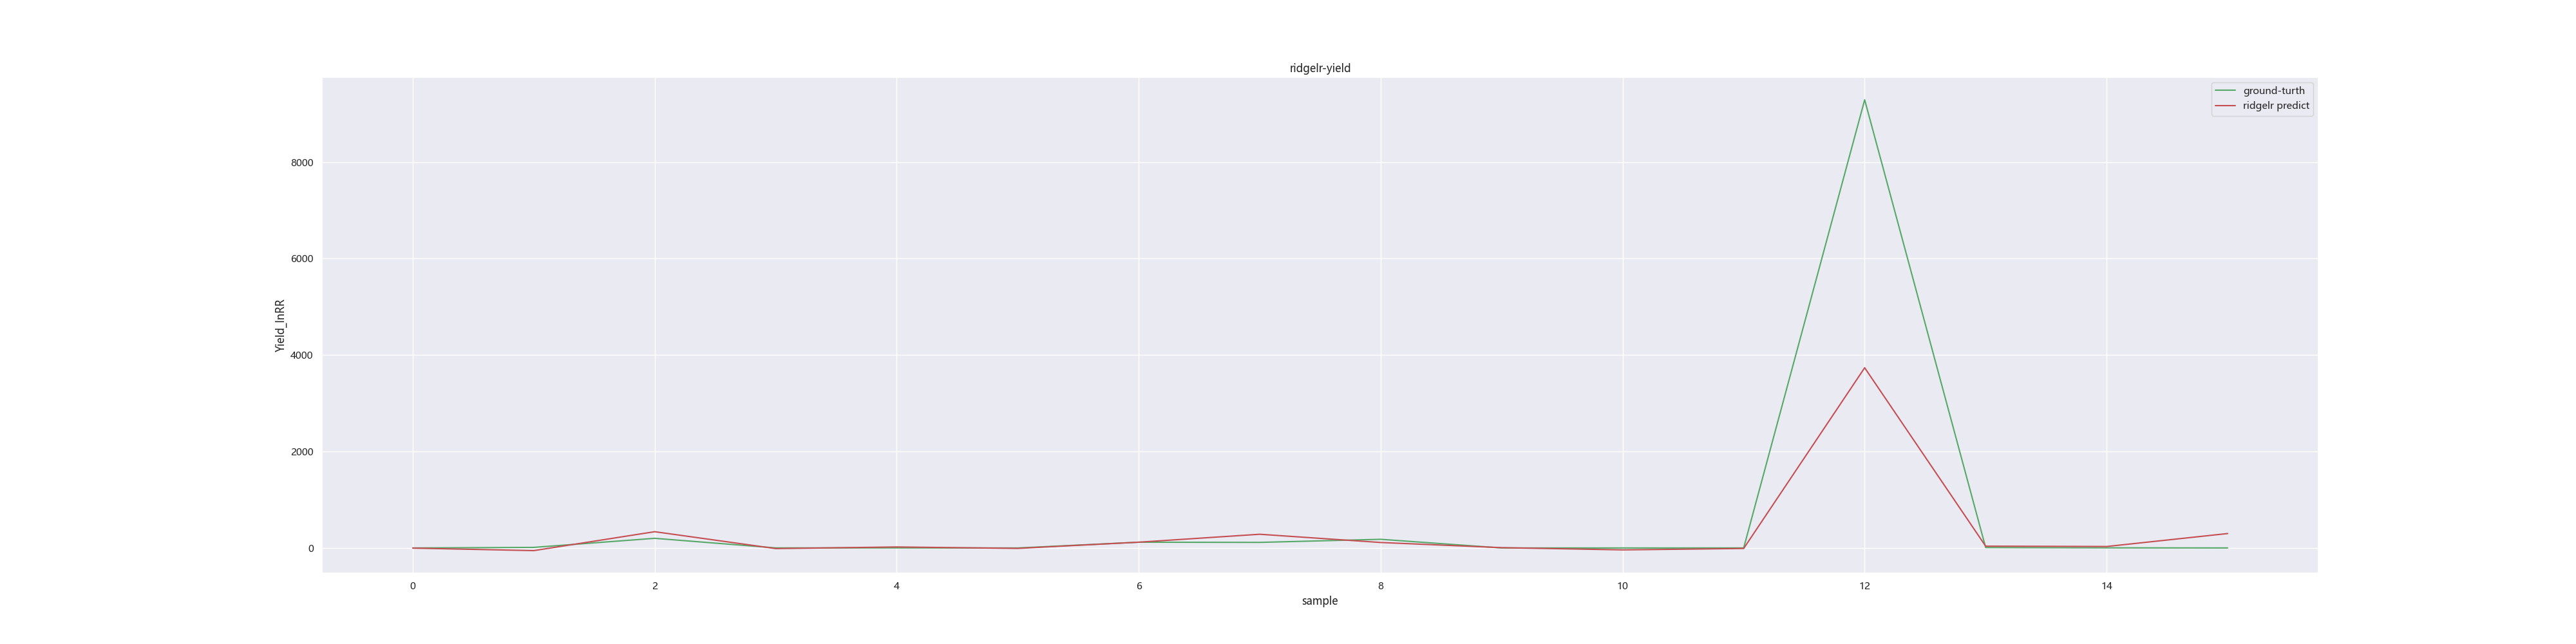 ridgelr-yield
ground-turth
ridgelr predict
8000
6000
4000
2000
0
Yield_lnRR
0 2 4 6 8 10 12 14
sample